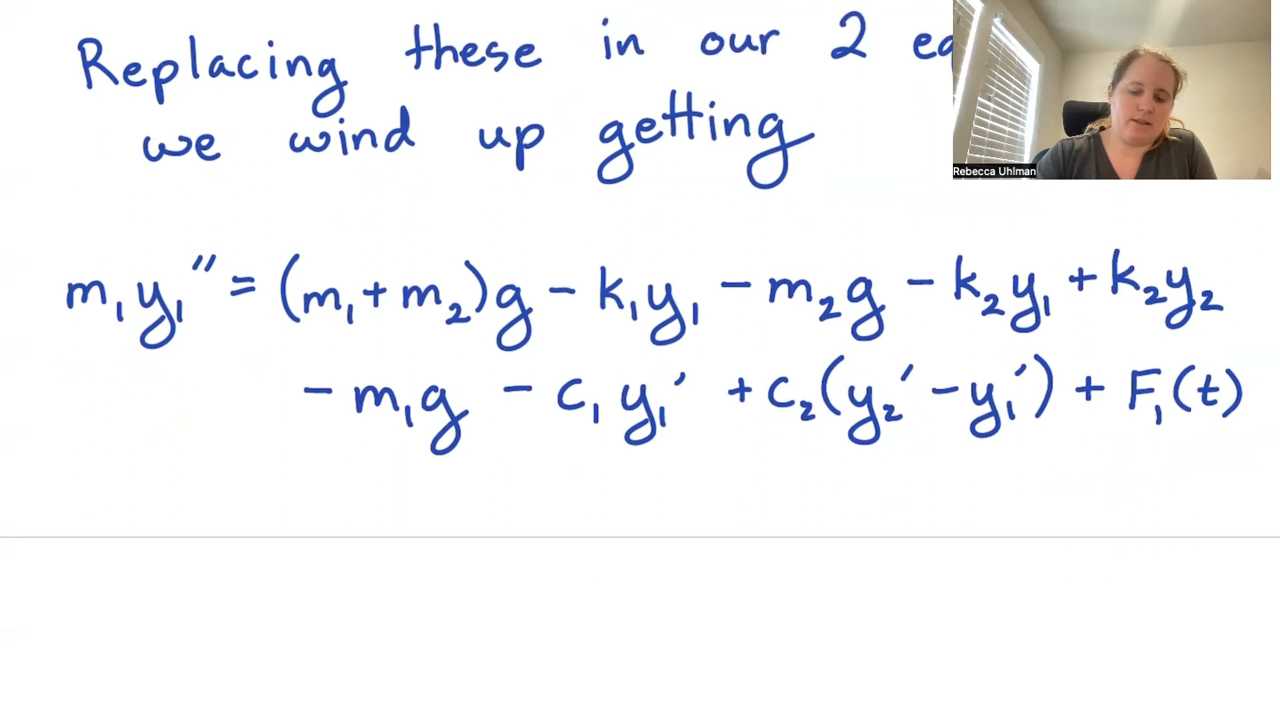 Replacing these in our 2
we wind up getting
Rebecca Uhlman
m₁y₁'' = (m₁+m₂)g - k₁y₁ - m₂g - k₂y₁ + k₂y₂
- m₁g - c₁y₁' + c₂(y₂' - y₁') + F₁(t)